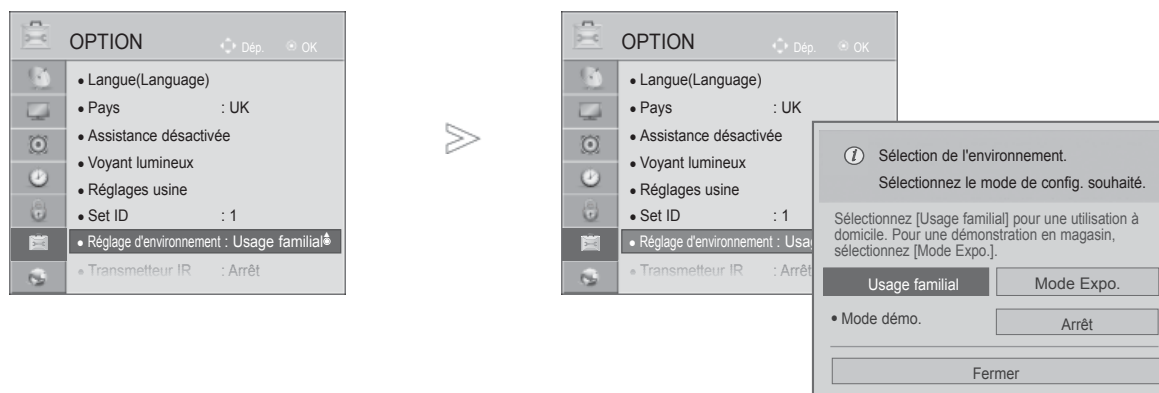 OPTION
Dép. OK
• Langue(Language)
• Pays : UK
• Assistance désactivée
• Voyant lumineux
• Réglages usine
• Set ID : 1
• Réglage d'environnement : Usage familial
• Transmetteur IR : Arrêt
OPTION
Dép. OK
• Langue(Language)
• Pays : UK
• Assistance désactivée
• Voyant lumineux
• Réglages usine
• Set ID : 1
• Réglage d'environnement : Usa
• Transmetteur IR : Arrêt
Sélection de l'environnement.
Sélectionnez le mode de config. souhaité.
Sélectionnez [Usage familial] pour une utilisation à
domicile. Pour une démonstration en magasin,
sélectionnez [Mode Expo.].
Usage familial Mode Expo.
• Mode démo. Arrêt
Fermer